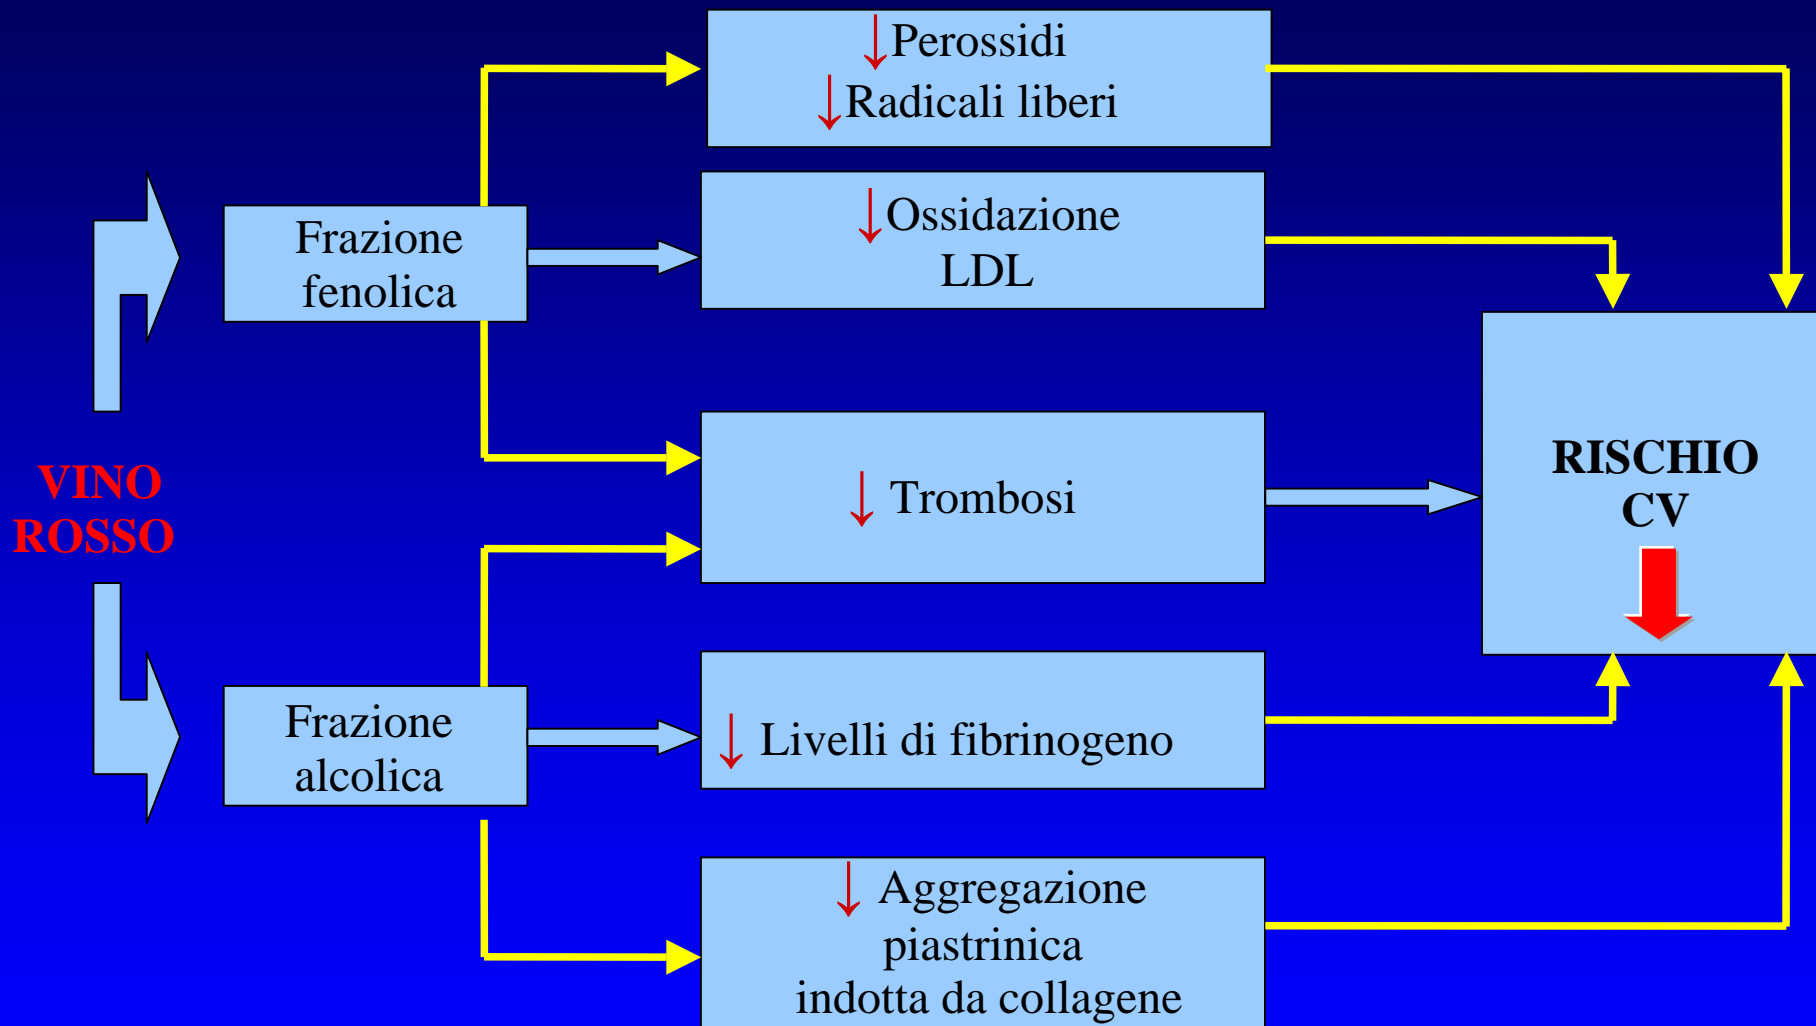 VINO
ROSSO
Frazione
fenolica
Frazione
alcolica
↓Perossidi
↓Radicali liberi
↓Ossidazione
LDL
↓ Trombosi
↓ Livelli di fibrinogeno
↓ Aggregazione
piastrinica
indotta da collagene
RISCHIO
CV